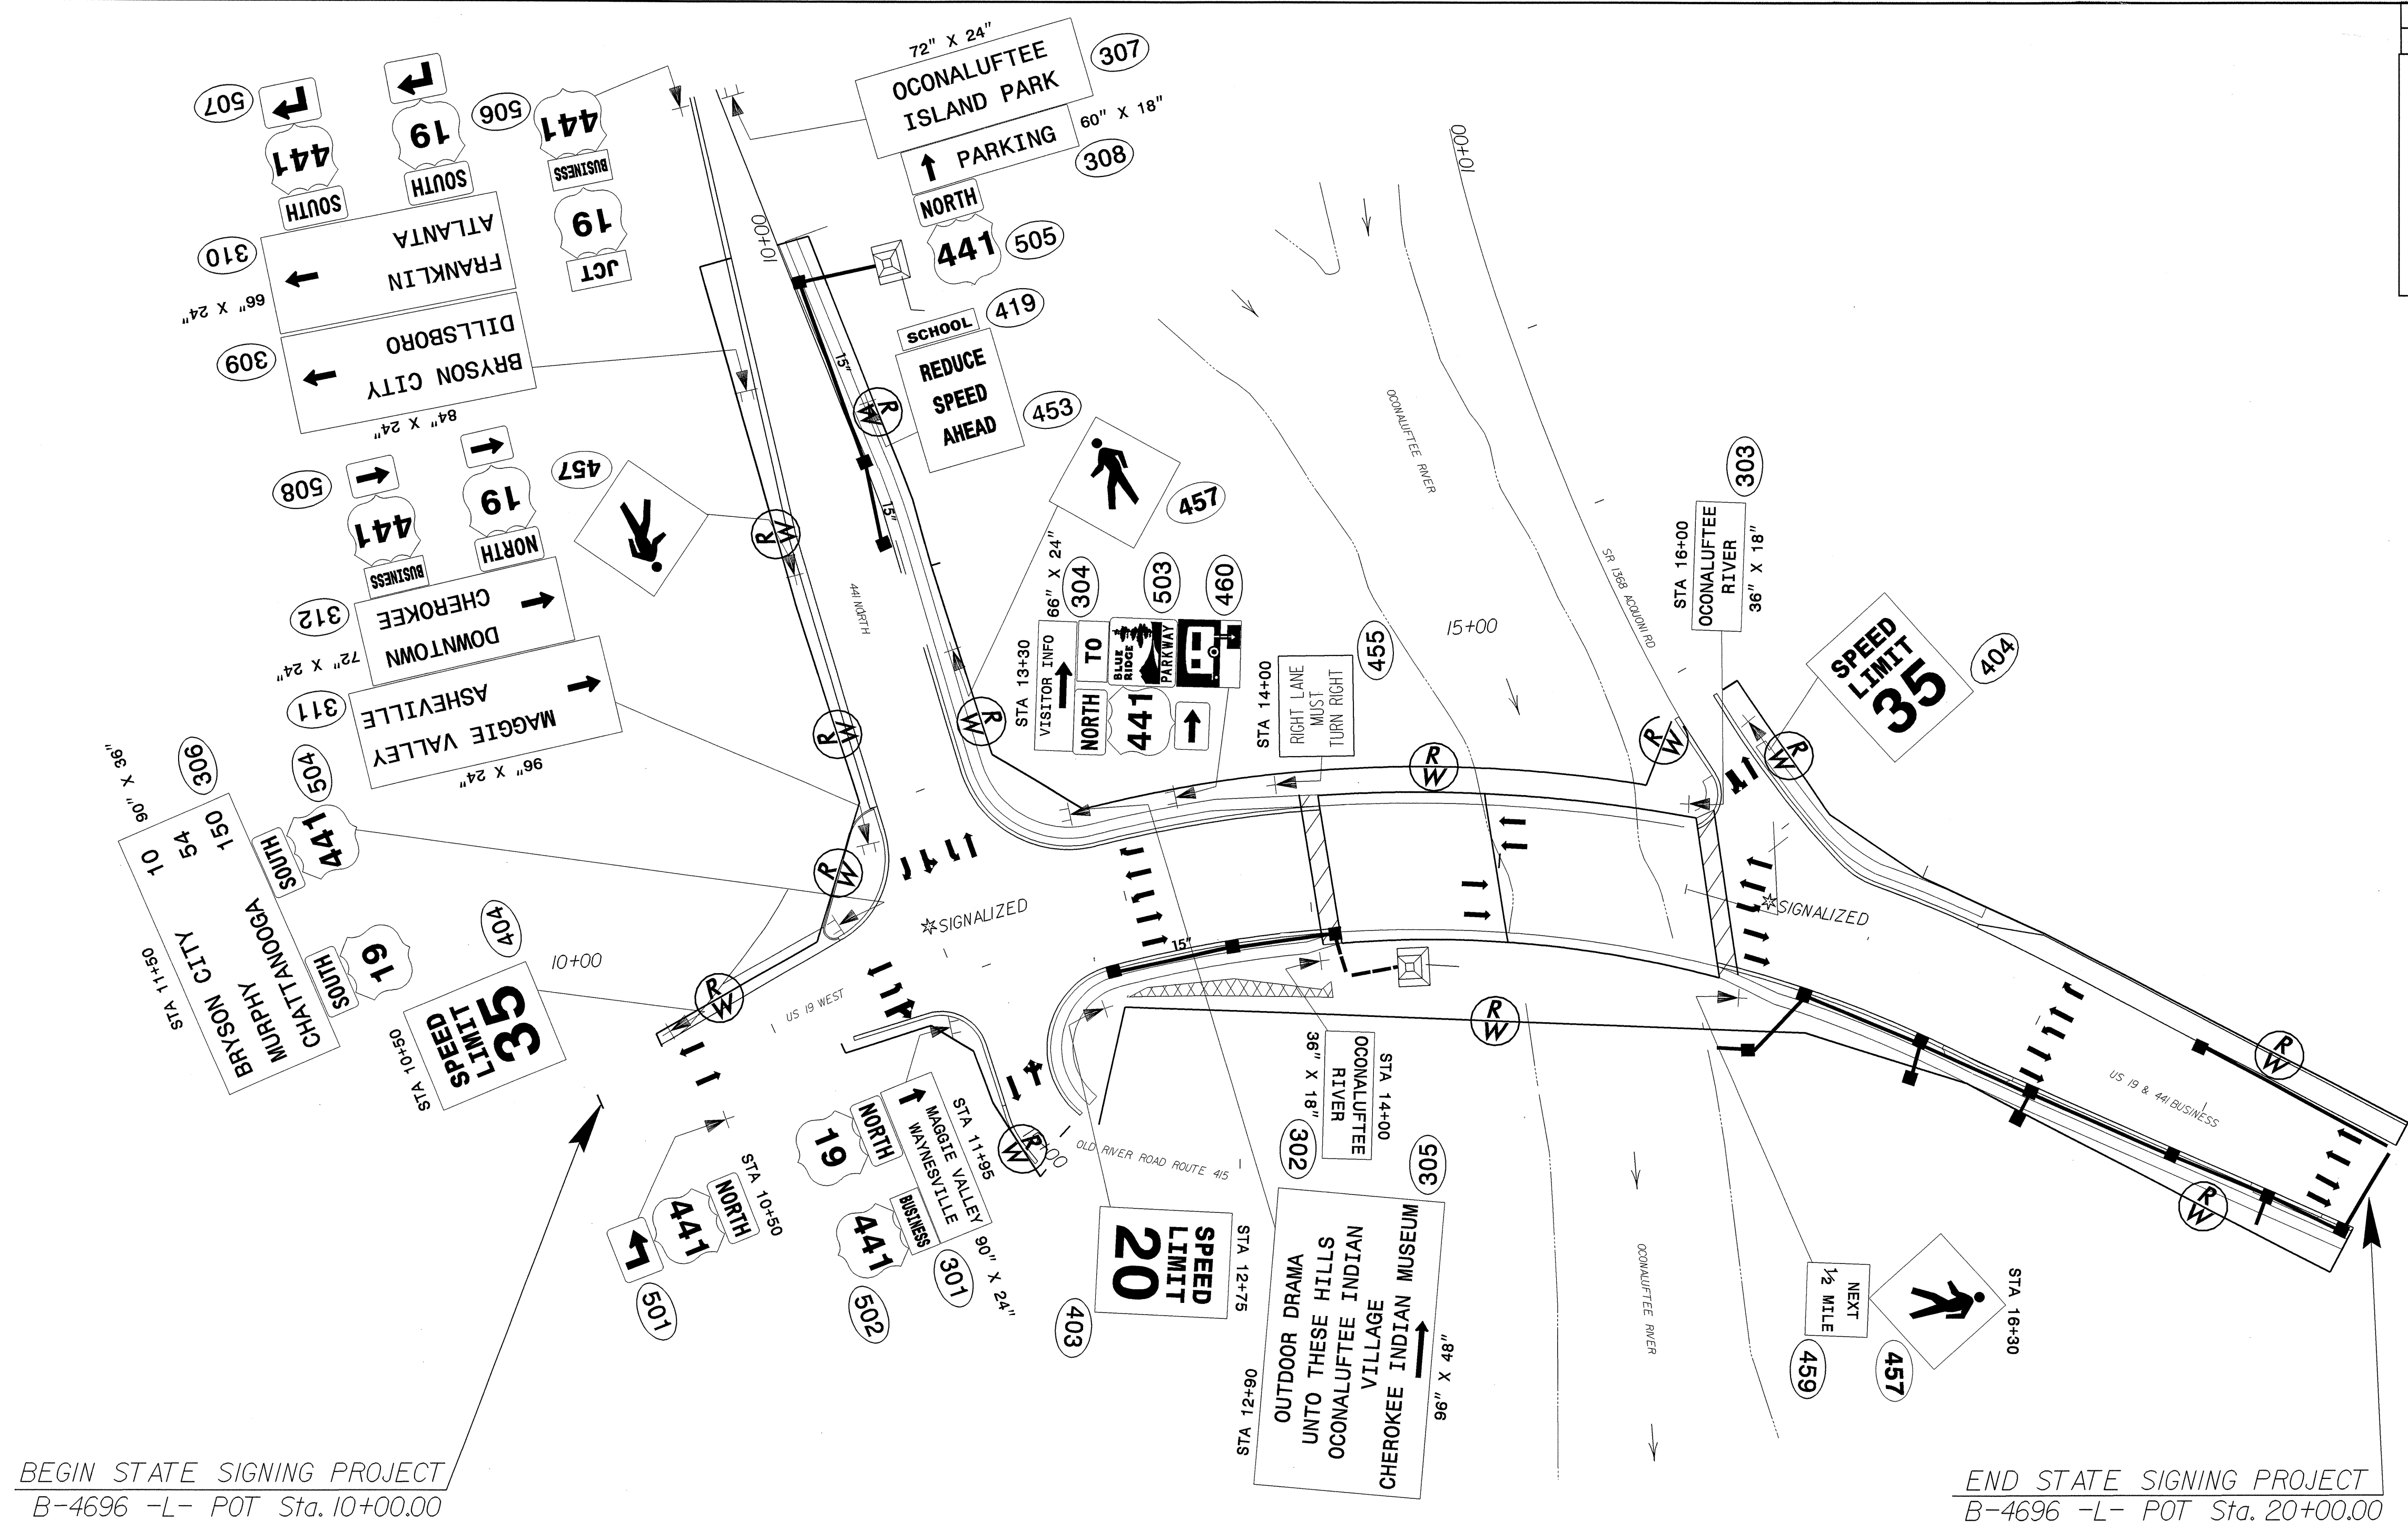 72" X 24"
OCONALUFTEE
ISLAND PARK
307
PARKING
60" X 18"
308
NORTH
441
505
SCHOOL
419
REDUCE
SPEED
AHEAD
453
507
441
SOUTH
19
SOUTH
506
441
BUSINESS
19
JCT
310
ATLANTA
FRANKLIN
66" X 24"
309
DILLSBORO
BRYSON CITY
84" X 24"
508
441
BUSINESS
19
NORTH
457
312
CHEROKEE
DOWNTOWN
72" X 24"
311
ASHEVILLE
MAGGIE VALLEY
96" X 24"
10+00
15"
15"
R
W
R
W
441 NORTH
457
R
W
R
W
R
W
STA 13+30
VISITOR INFO
66" X 24"
304
TO
NORTH
BLUE
RIDGE
PARKWAY
441
503
460
STA 14+00
RIGHT LANE
MUST
TURN RIGHT
455
10+00
OCONALUFTEE RIVER
15+00
SR 1368 ACQUONI RD
STA 16+00
OCONALUFTEE
RIVER
36" X 18"
303
SPEED
LIMIT
35
404
R
W
R
W
R
W
90" X 36"
306
504
441
SOUTH
STA 11+50
BRYSON CITY 10
MURPHY 54
CHATTANOOGA 150
SOUTH
19
404
STA 10+50
SPEED
LIMIT
35
10+00
R
W
US 19 WEST
SIGNALIZED
15"
SIGNALIZED
19
NORTH
STA 11+95
MAGGIE VALLEY
WAYNESVILLE
BUSINESS
441
90" X 24"
301
502
STA 10+50
NORTH
441
501
R
W
OLD RIVER ROAD ROUTE 415
STA 12+75
SPEED
LIMIT
20
403
STA 14+00
OCONALUFTEE
RIVER
36" X 18"
302
305
STA 12+90
OUTDOOR DRAMA
UNTO THESE HILLS
OCONALUFTEE INDIAN
VILLAGE
CHEROKEE INDIAN MUSEUM
96" X 48"
R
W
OCONALUFTEE RIVER
STA 16+30
NEXT
1/2 MILE
459
457
US 19 & 441 BUSINESS
R
W
R
W
BEGIN STATE SIGNING PROJECT
B-4696 -L- POT Sta. 10+00.00
END STATE SIGNING PROJECT
B-4696 -L- POT Sta. 20+00.00